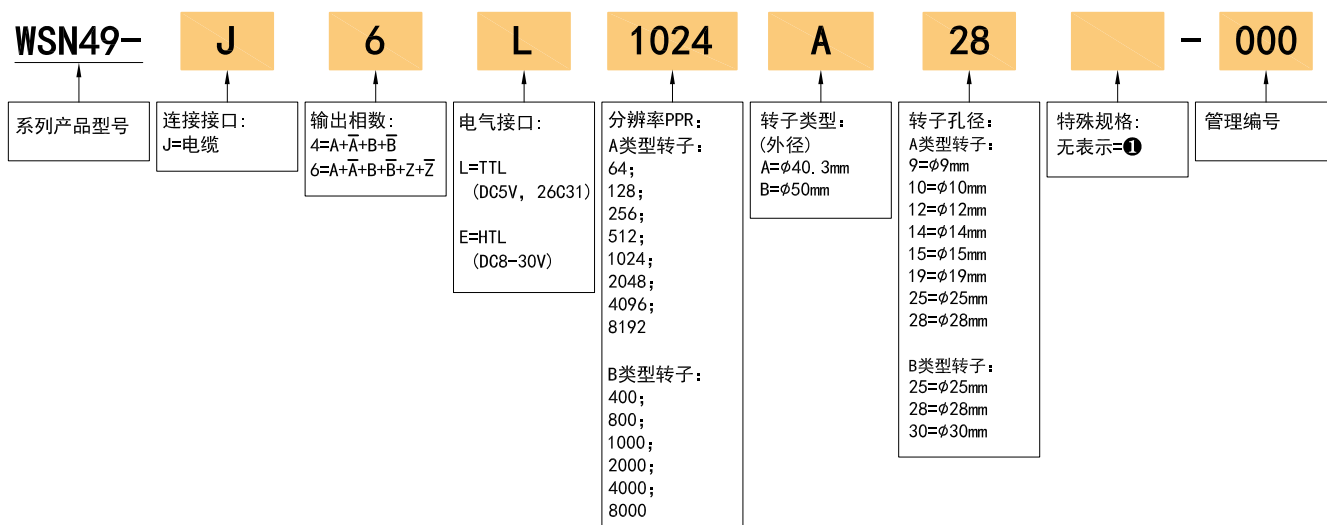 WSN49- J 6 L 1024 A 28 - 000
系列产品型号
连接接口:
J=电缆
输出相数:
4=A+A̅+B+B̅
6=A+A̅+B+B̅+Z+Z̅
电气接口:
L=TTL
(DC5V, 26C31)
E=HTL
(DC8-30V)
分辨率PPR:
A类型转子:
64;
128;
256;
512;
1024;
2048;
4096;
8192
B类型转子:
400;
800;
1000;
2000;
4000;
8000
转子类型:
(外径)
A=φ40.3mm
B=φ50mm
转子孔径:
A类型转子:
9=φ9mm
10=φ10mm
12=φ12mm
14=φ14mm
15=φ15mm
19=φ19mm
25=φ25mm
28=φ28mm
B类型转子:
25=φ25mm
28=φ28mm
30=φ30mm
特殊规格:
无表示=❶
管理编号